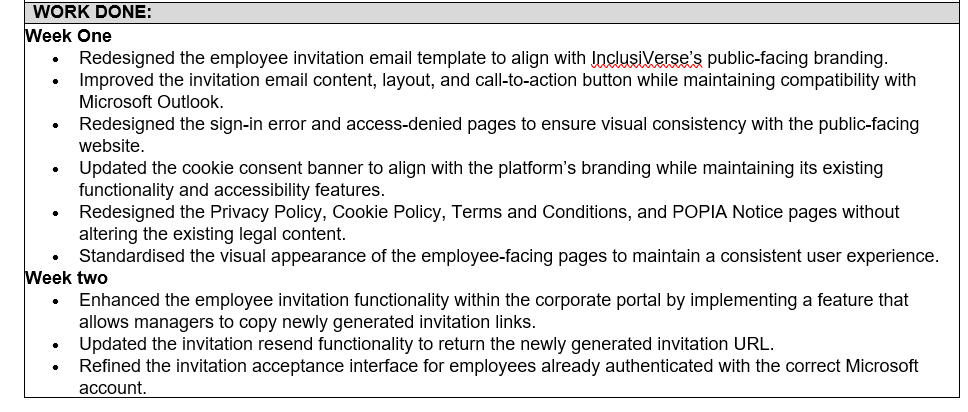 WORK DONE:
Week One
• Redesigned the employee invitation email template to align with InclusiVerse’s public-facing branding.
• Improved the invitation email content, layout, and call-to-action button while maintaining compatibility with
Microsoft Outlook.
• Redesigned the sign-in error and access-denied pages to ensure visual consistency with the public-facing
website.
• Updated the cookie consent banner to align with the platform’s branding while maintaining its existing
functionality and accessibility features.
• Redesigned the Privacy Policy, Cookie Policy, Terms and Conditions, and POPIA Notice pages without
altering the existing legal content.
• Standardised the visual appearance of the employee-facing pages to maintain a consistent user experience.
Week two
• Enhanced the employee invitation functionality within the corporate portal by implementing a feature that
allows managers to copy newly generated invitation links.
• Updated the invitation resend functionality to return the newly generated invitation URL.
• Refined the invitation acceptance interface for employees already authenticated with the correct Microsoft
account.